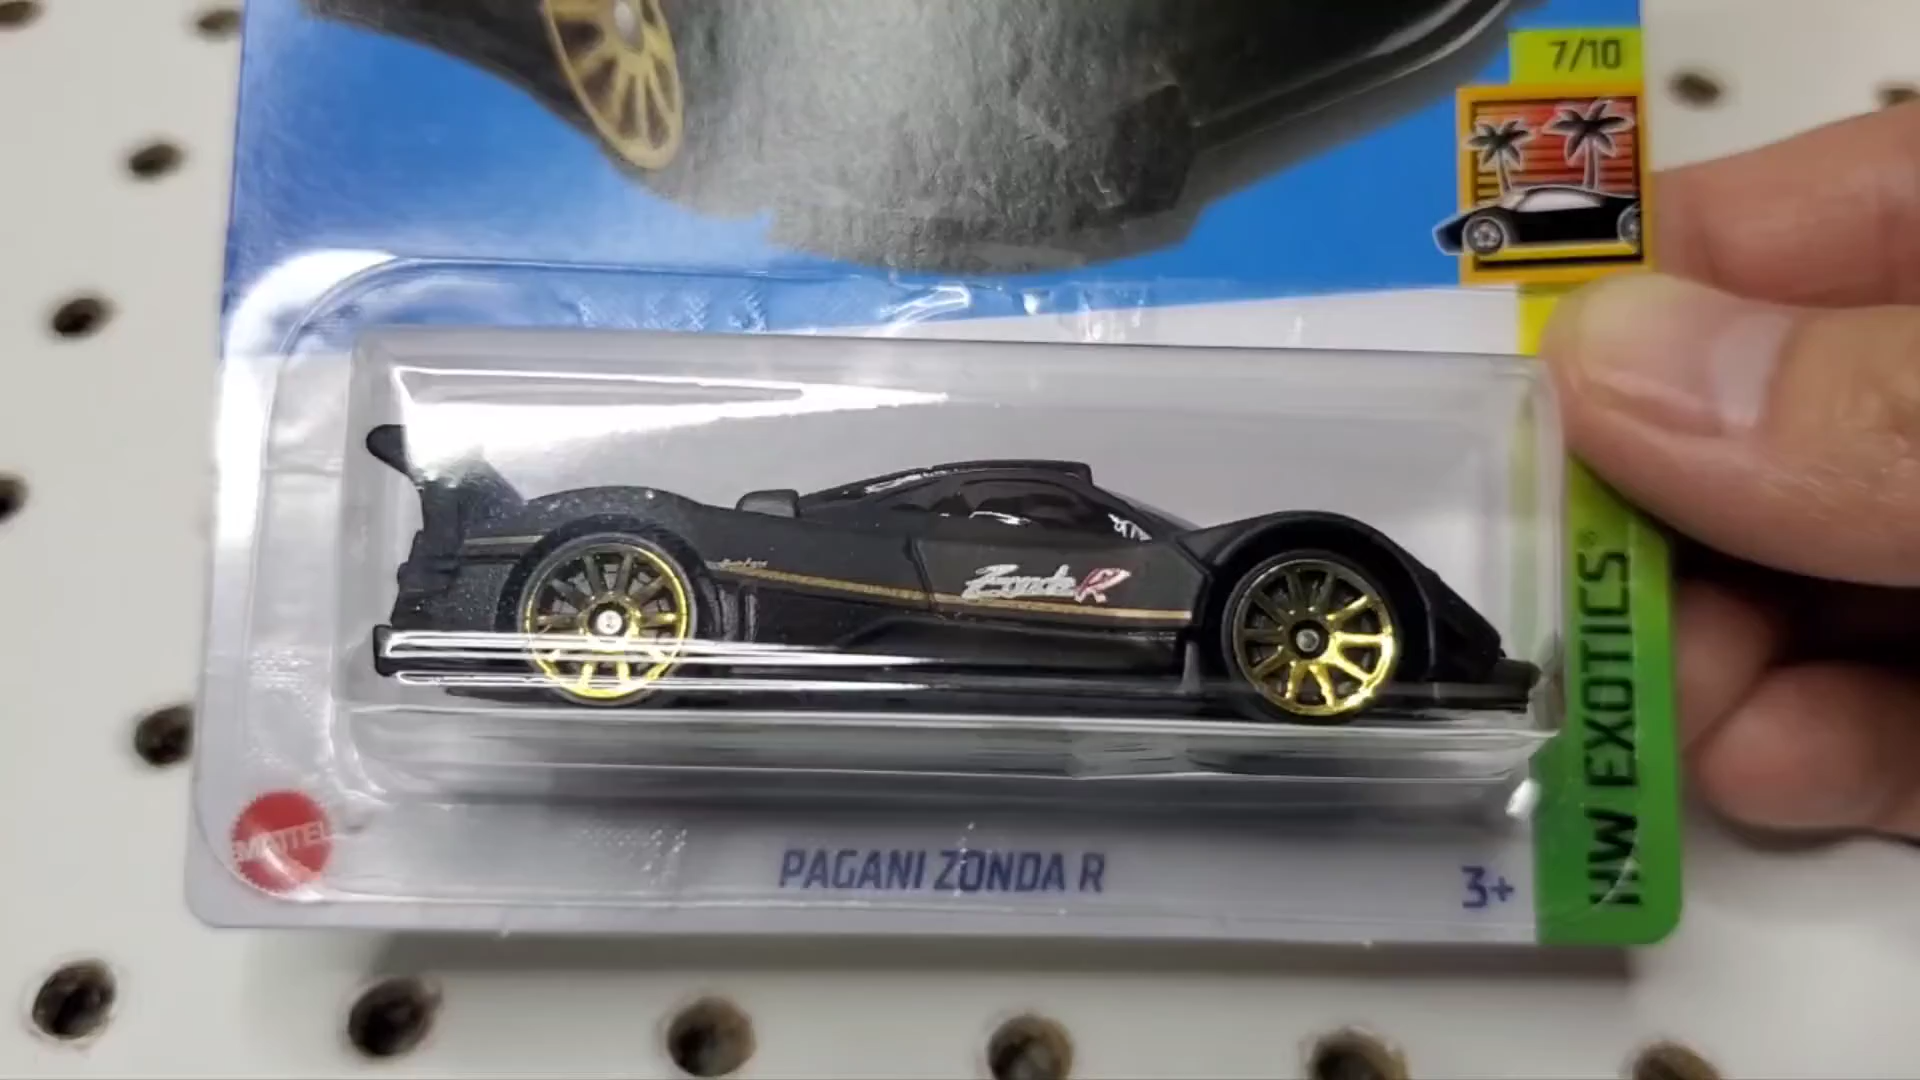 7/10
HW EXOTICS®
Zonda R
MATTEL
PAGANI ZONDA R
3+